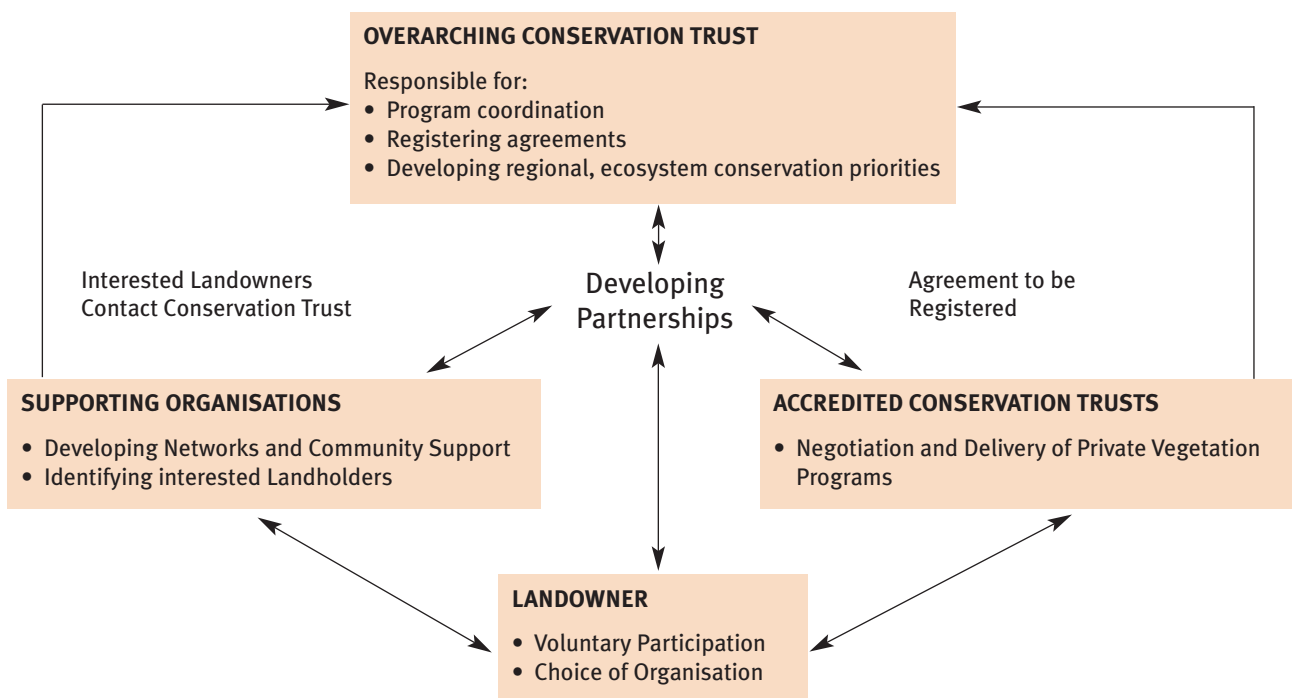 OVERARCHING CONSERVATION TRUST
Responsible for:
• Program coordination
• Registering agreements
• Developing regional, ecosystem conservation priorities
Interested Landowners
Contact Conservation Trust
Developing
Partnerships
Agreement to be
Registered
SUPPORTING ORGANISATIONS
• Developing Networks and Community Support
• Identifying interested Landholders
ACCREDITED CONSERVATION TRUSTS
• Negotiation and Delivery of Private Vegetation
Programs
LANDOWNER
• Voluntary Participation
• Choice of Organisation